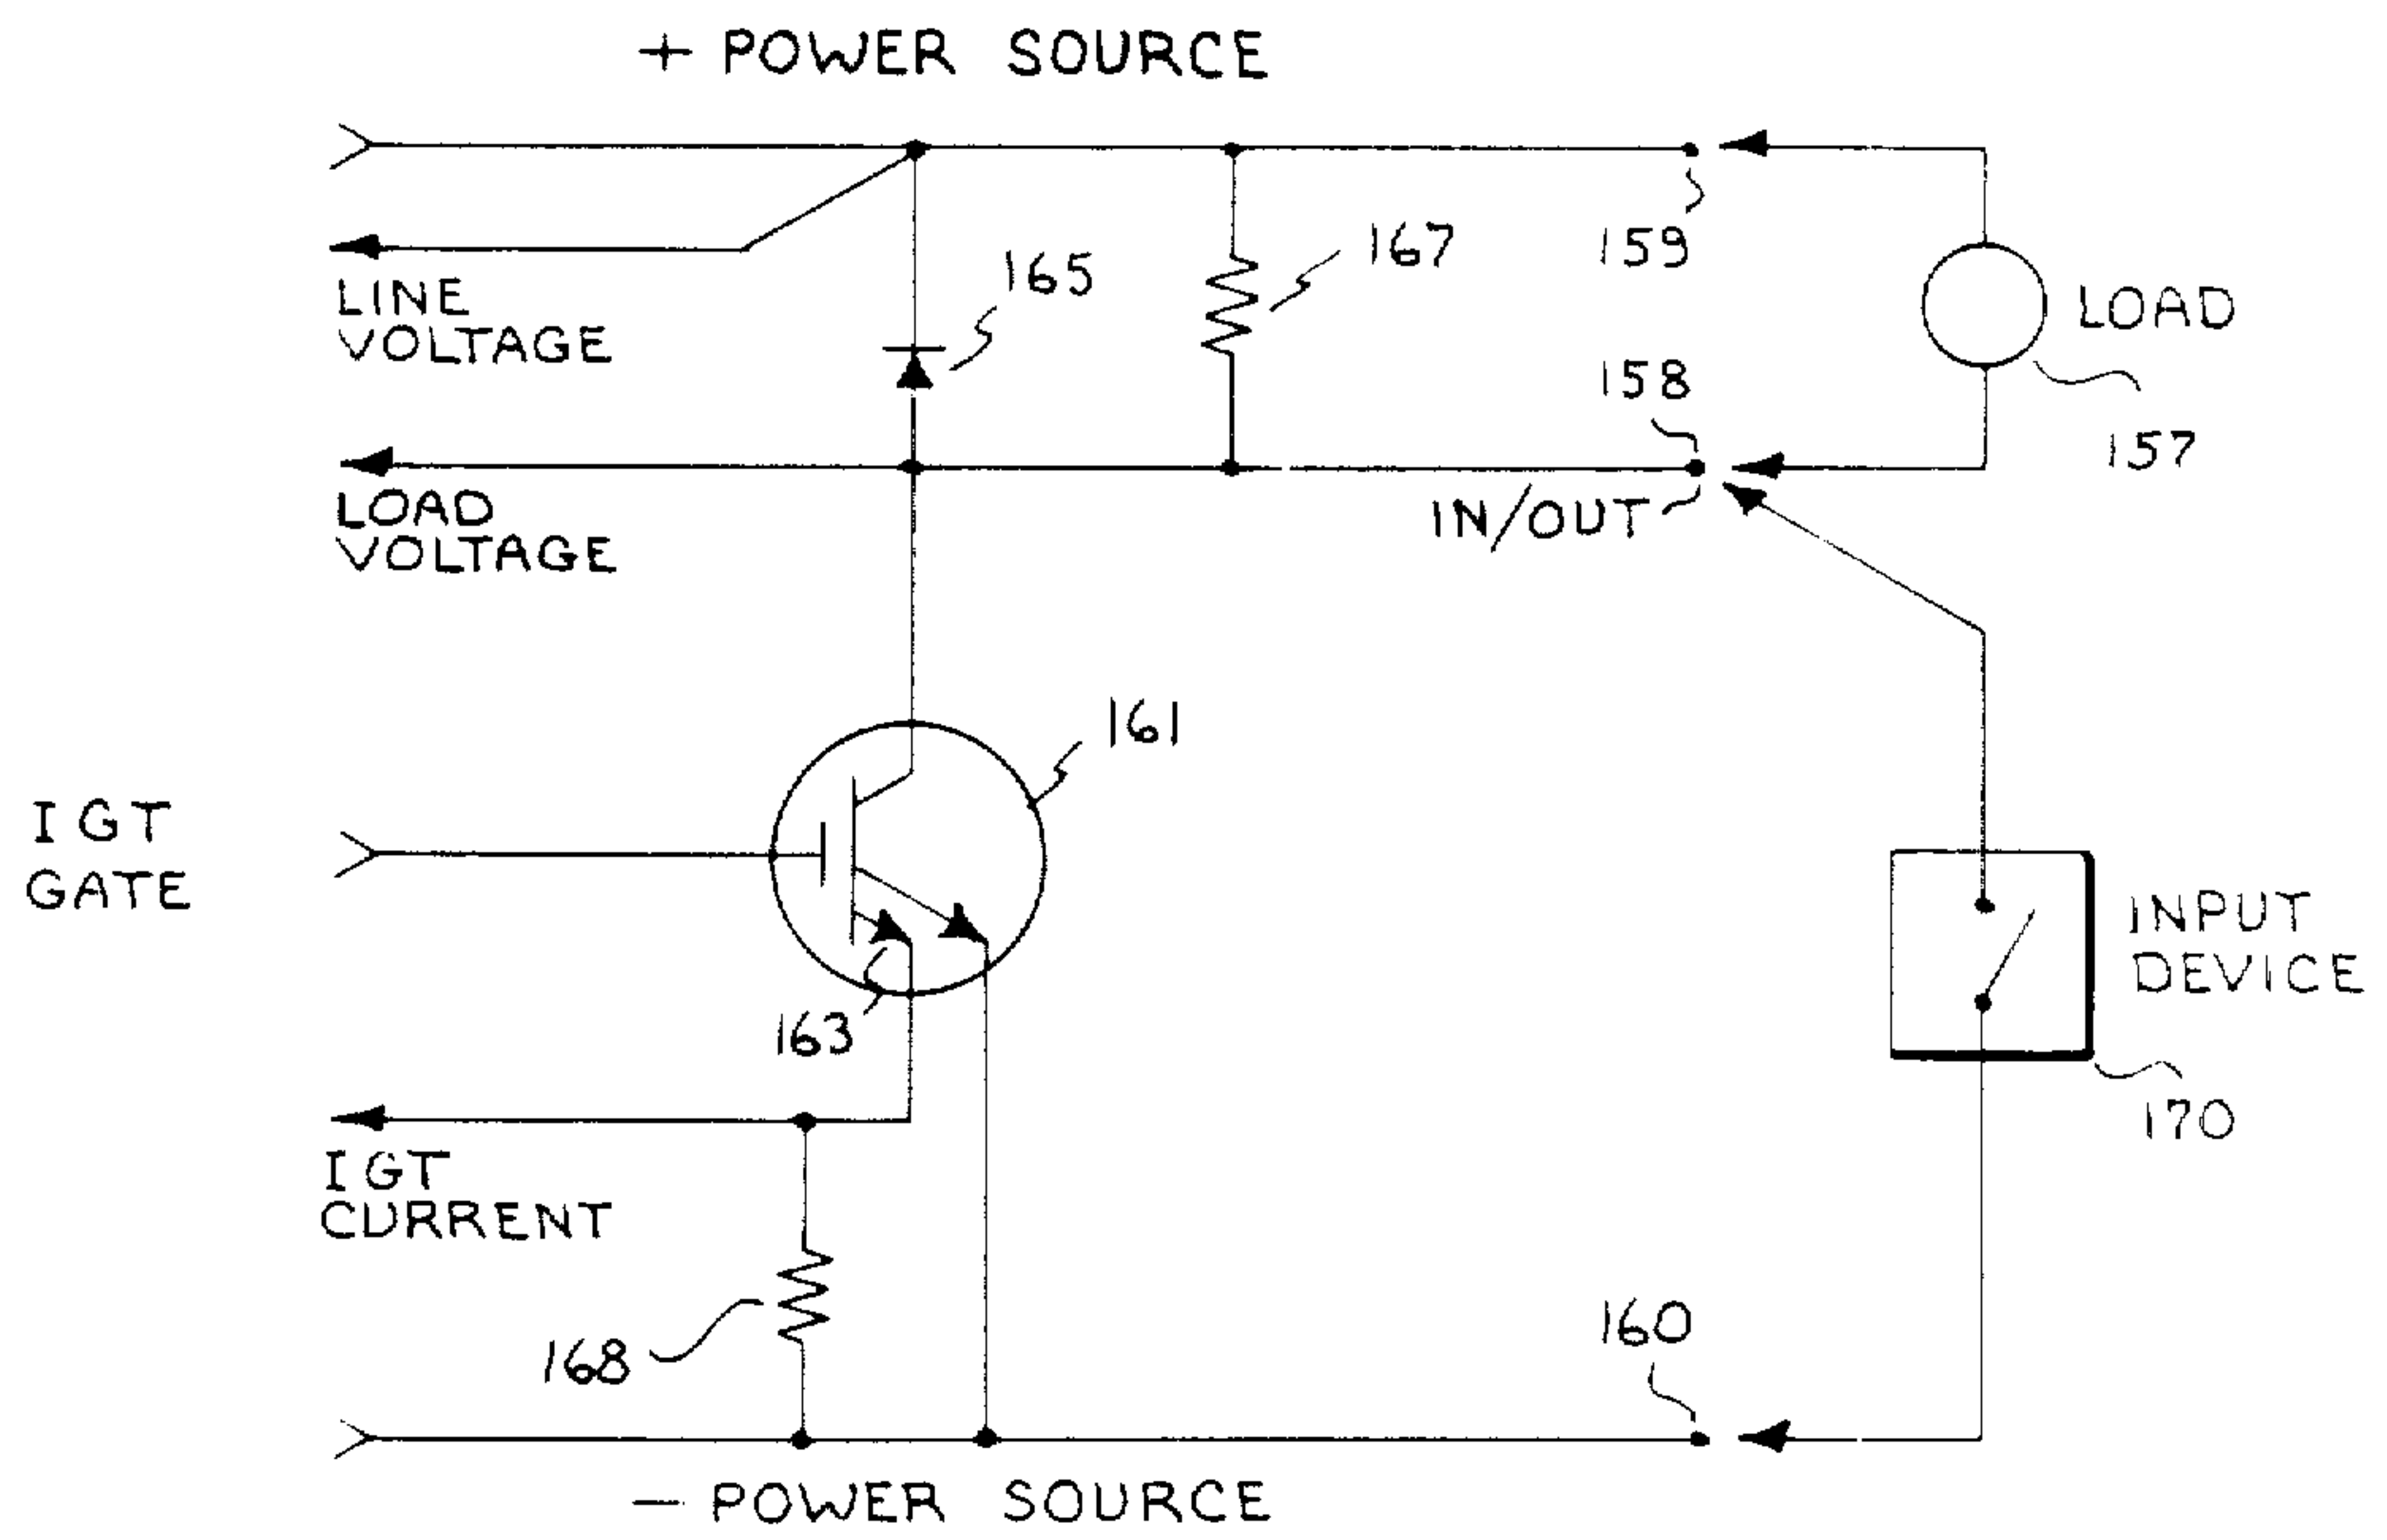 + POWER SOURCE
159
167
165
LINE
VOLTAGE
LOAD
158
157
LOAD
VOLTAGE
IN/OUT
161
IGT
GATE
INPUT
DEVICE
163
170
IGT
CURRENT
160
168
- POWER SOURCE